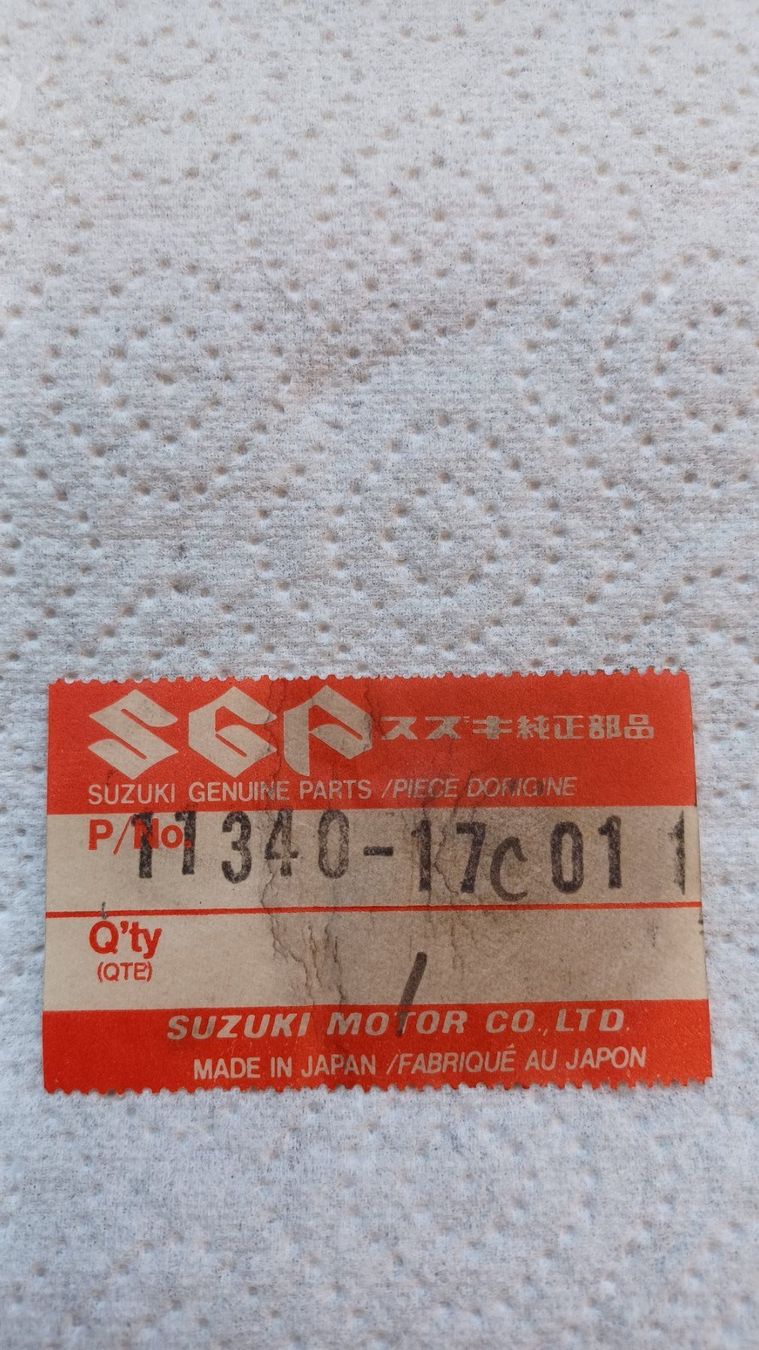 SGP スズキ純正部品
SUZUKI GENUINE PARTS /PIECE DORIGINE
P/No. 11340-17C01 1
Q'ty /
(QTE)
SUZUKI MOTOR CO., LTD.
MADE IN JAPAN /FABRIQUÉ AU JAPON